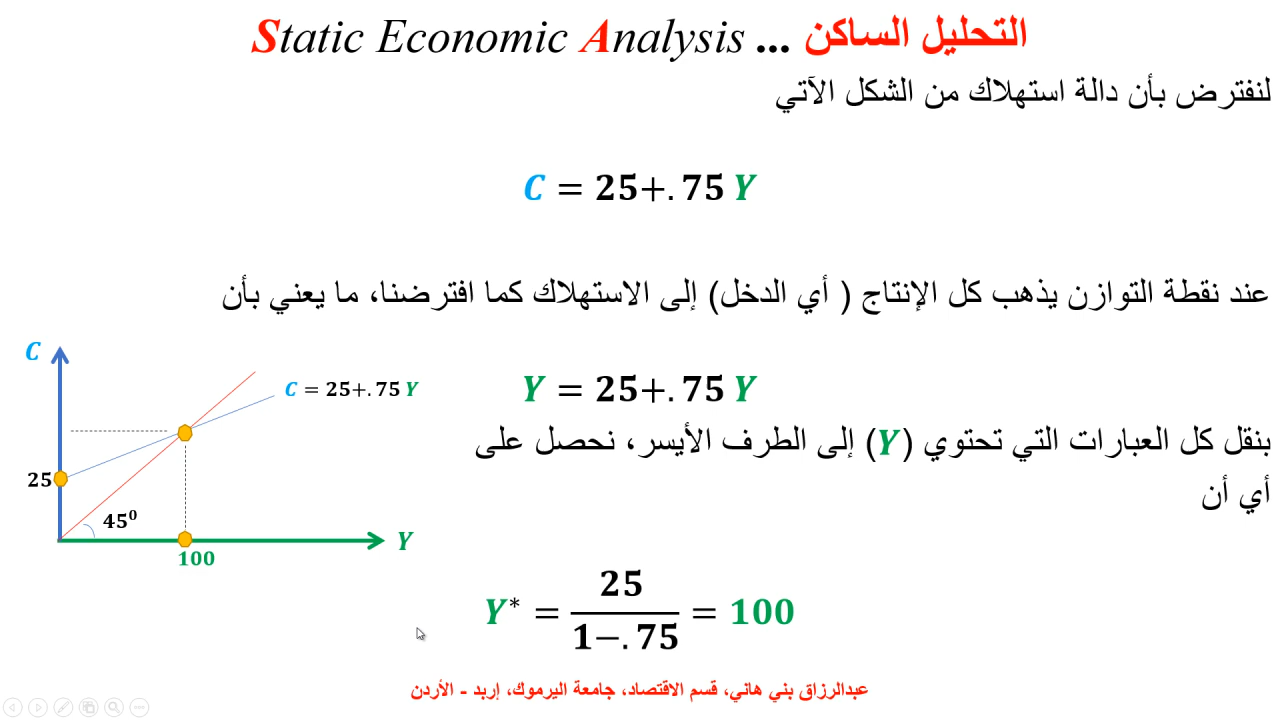 Static Economic Analysis ... التحليل الساكن
لنفترض بأن دالة استهلاك من الشكل الآتي
C = 25+.75 Y
عند نقطة التوازن يذهب كل الإنتاج ( أي الدخل) إلى الاستهلاك كما افترضنا، ما يعني بأن
Y = 25+.75 Y
بنقل كل العبارات التي تحتوي (Y) إلى الطرف الأيسر، نحصل على
أي أن
Y* = 25 / 1−.75 = 100
C
C = 25+.75 Y
25
45⁰
Y
100
عبدالرزاق بني هاني، قسم الاقتصاد، جامعة اليرموك، إربد - الأردن